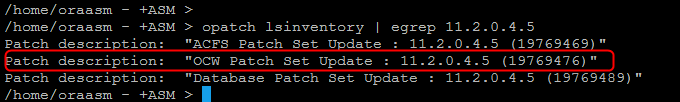 /home/oraasm - +ASM >
/home/oraasm - +ASM > opatch lsinventory | egrep 11.2.0.4.5
Patch description:  "ACFS Patch Set Update : 11.2.0.4.5 (19769469)"
Patch description:  "OCW Patch Set Update : 11.2.0.4.5 (19769476)"
Patch description:  "Database Patch Set Update : 11.2.0.4.5 (19769489)"
/home/oraasm - +ASM >